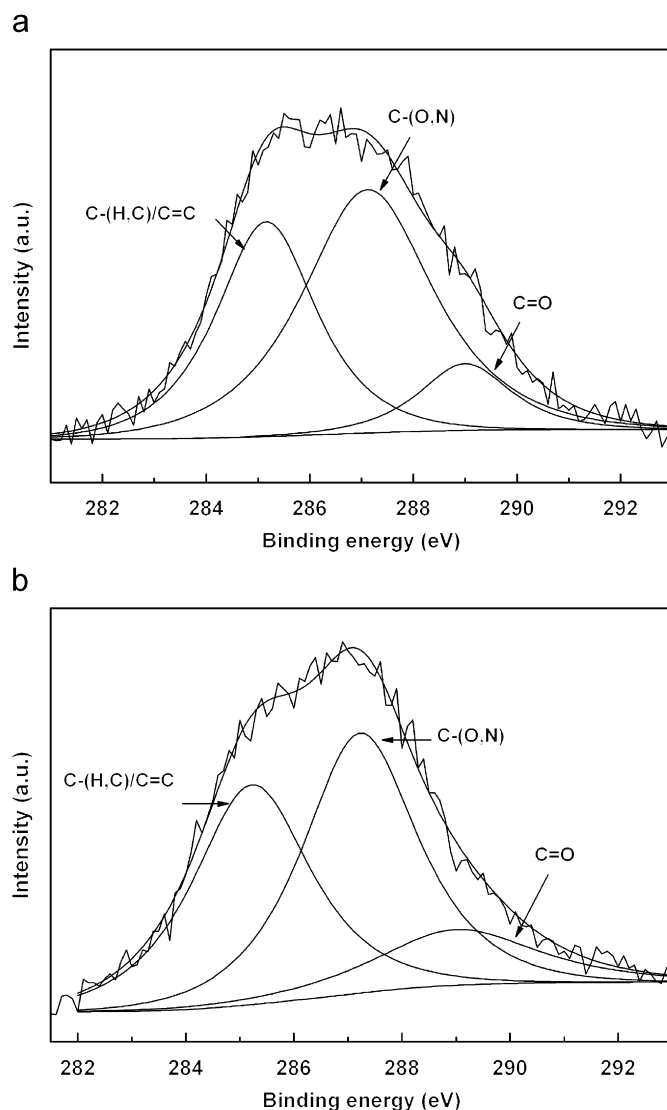 a
C-(O,N)
C-(H,C)/C=C
C=O
Intensity (a.u.)
282 284 286 288 290 292
Binding energy (eV)
b
C-(O,N)
C-(H,C)/C=C
C=O
Intensity (a.u.)
282 284 286 288 290 292
Binding energy (eV)